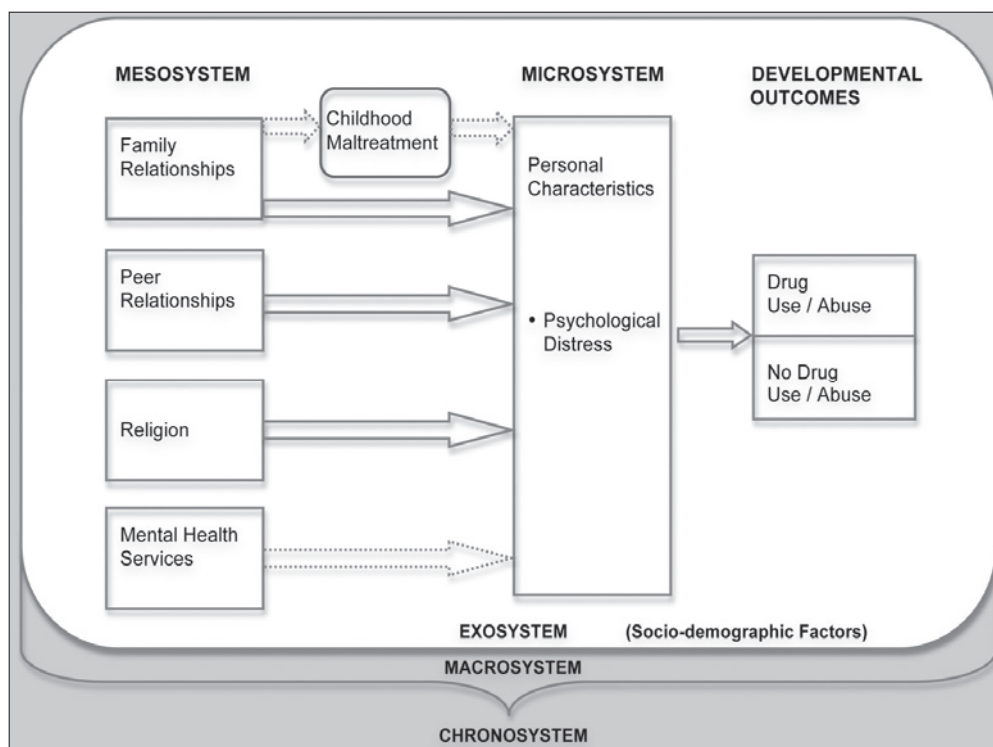 MESOSYSTEM
MICROSYSTEM
DEVELOPMENTAL
OUTCOMES
Family
Relationships
Childhood
Maltreatment
Personal
Characteristics
Peer
Relationships
• Psychological
Distress
Drug
Use / Abuse
No Drug
Use / Abuse
Religion
Mental Health
Services
EXOSYSTEM (Socio-demographic Factors)
MACROSYSTEM
CHRONOSYSTEM